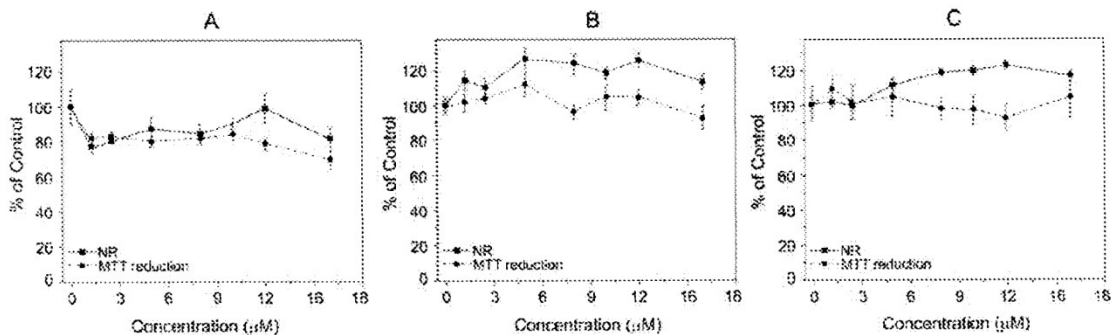 A
% of Control
120
100
80
60
40
20
0
NR
MTT reduction
0 3 6 9 12 16 18
Concentration (µM)
B
% of Control
120
100
80
60
40
20
0
NR
MTT reduction
0 3 6 9 12 16 18
Concentration (µM)
C
% of Control
120
100
80
60
40
20
0
NR
MTT reduction
0 3 6 9 12 16 18
Concentration (µM)